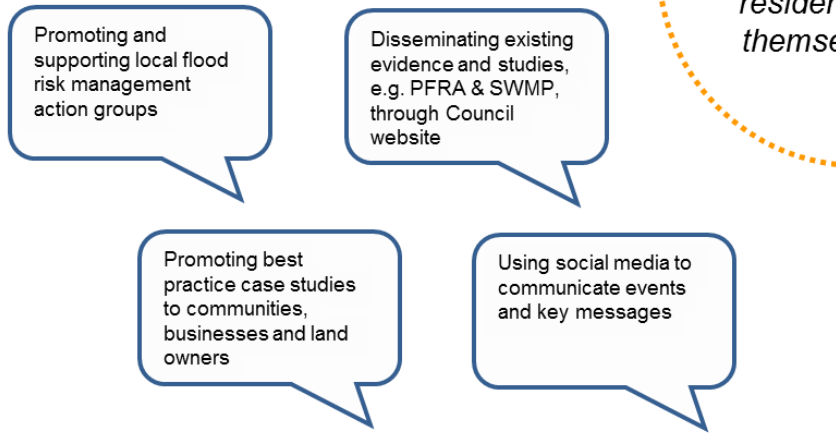 Promoting and
supporting local flood
risk management
action groups
Disseminating existing
evidence and studies,
e.g. PFRA & SWMP,
through Council
website
Promoting best
practice case studies
to communities,
businesses and land
owners
Using social media to
communicate events
and key messages